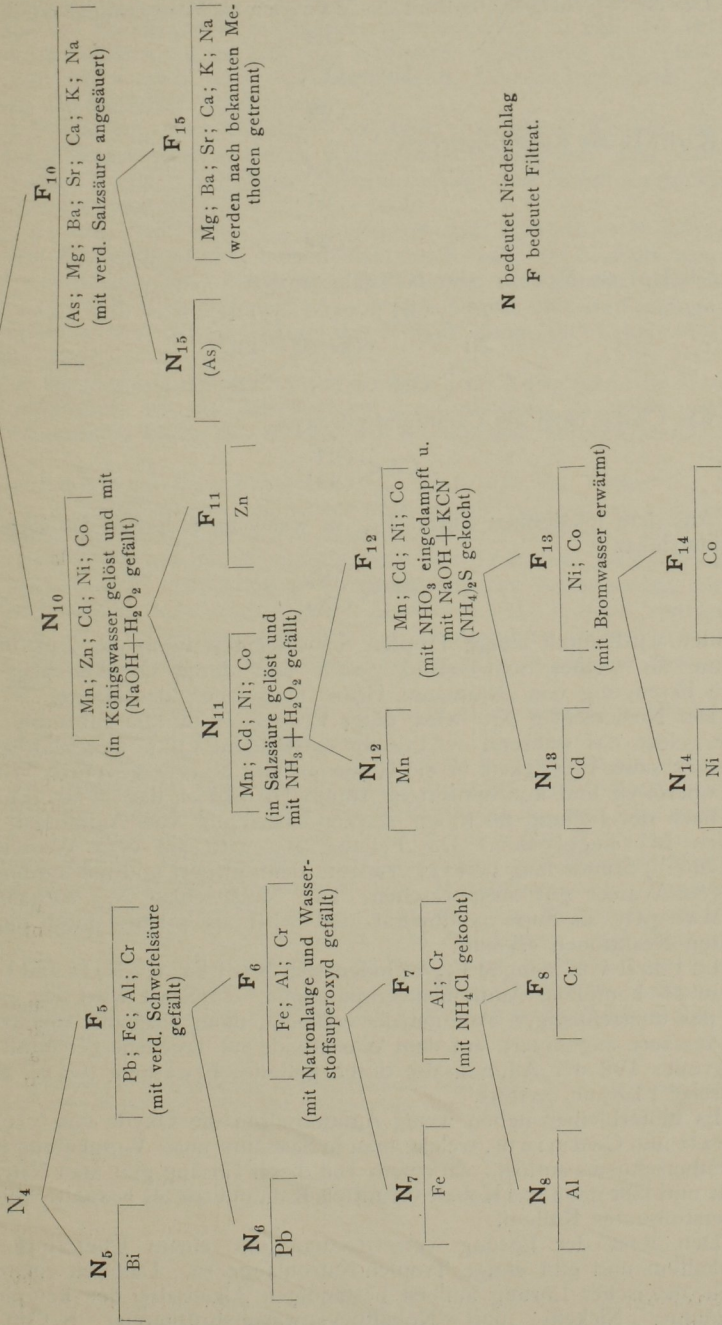 N₄
N₅
Bi
F₅
Pb; Fe; Al; Cr
(mit verd. Schwefelsäure
gefällt)
N₆
Pb
F₆
Fe; Al; Cr
(mit Natronlauge und Wasser-
stoffsuperoxyd gefällt)
N₇
Fe
F₇
Al; Cr
(mit NH₄Cl gekocht)
N₈
Al
F₈
Cr
N₁₀
Mn; Zn; Cd; Ni; Co
(in Königswasser gelöst und mit
(NaOH+H₂O₂ gefällt)
F₁₀
(As; Mg; Ba; Sr; Ca; K; Na
(mit verd. Salzsäure angesäuert)
N₁₁
Mn; Cd; Ni; Co
(in Salzsäure gelöst und
mit NH₃ + H₂O₂ gefällt)
F₁₁
Zn
N₁₅
(As)
F₁₅
Mg; Ba; Sr; Ca; K; Na
(werden nach bekannten Me-
thoden getrennt)
N₁₂
Mn
F₁₂
Mn; Cd; Ni; Co
(mit NHO₃ eingedampft u.
mit NaOH+KCN
(NH₄)₂S gekocht)
N₁₃
Cd
F₁₃
Ni; Co
(mit Bromwasser erwärmt)
N₁₄
Ni
F₁₄
Co
N bedeutet Niederschlag
F bedeutet Filtrat.